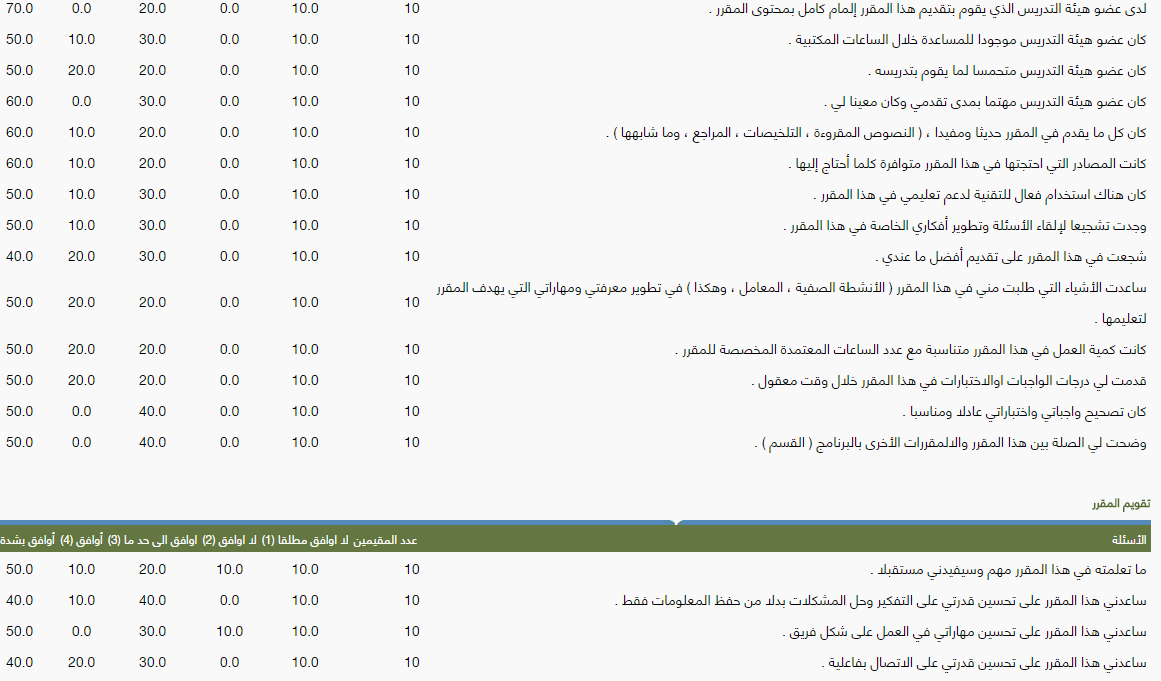 لدى عضو هيئة التدريس الذي يقوم بتقديم هذا المقرر إلمام كامل بمحتوى المقرر . 10 10.0 0.0 20.0 0.0 70.0
كان عضو هيئة التدريس موجودا للمساعدة خلال الساعات المكتبية . 10 10.0 0.0 30.0 10.0 50.0
كان عضو هيئة التدريس متحمسا لما يقوم بتدريسه . 10 10.0 0.0 20.0 20.0 50.0
كان عضو هيئة التدريس مهتما بمدى تقدمي وكان معينا لي . 10 10.0 0.0 30.0 0.0 60.0
كان كل ما يقدم في المقرر حديثا ومفيدا ، ( النصوص المقروءة ، التلخيصات ، المراجع ، وما شابهها ) . 10 10.0 0.0 20.0 10.0 60.0
كانت المصادر التي احتجتها في هذا المقرر متوافرة كلما أحتاج إليها . 10 10.0 0.0 20.0 10.0 60.0
كان هناك استخدام فعال للتقنية لدعم تعليمي في هذا المقرر . 10 10.0 0.0 30.0 10.0 50.0
وجدت تشجيعا لإلقاء الأسئلة وتطوير أفكاري الخاصة في هذا المقرر . 10 10.0 0.0 30.0 10.0 50.0
شجعت في هذا المقرر على تقديم أفضل ما عندي . 10 10.0 0.0 30.0 20.0 40.0
ساعدت الأشياء التي طلبت مني في هذا المقرر ( الأنشطة الصفية ، المعامل ، وهكذا ) في تطوير معرفتي ومهاراتي التي يهدف المقرر
لتعليمها . 10 10.0 0.0 20.0 20.0 50.0
كانت كمية العمل في هذا المقرر متناسبة مع عدد الساعات المعتمدة المخصصة للمقرر . 10 10.0 0.0 20.0 20.0 50.0
قدمت لي درجات الواجبات اوالاختبارات في هذا المقرر خلال وقت معقول . 10 10.0 0.0 20.0 20.0 50.0
كان تصحيح واجباتي واختباراتي عادلا ومناسبا . 10 10.0 0.0 40.0 0.0 50.0
وضحت لي الصلة بين هذا المقرر والالمقررات الأخرى بالبرنامج ( القسم ) . 10 10.0 0.0 40.0 0.0 50.0
تقويم المقرر
الأسئلة عدد المقيمين لا اوافق مطلقا (1) لا اوافق (2) اوافق الى حد ما (3) أوافق (4) أوافق بشدة
ما تعلمته في هذا المقرر مهم وسيفيدني مستقبلا . 10 10.0 10.0 20.0 10.0 50.0
ساعدني هذا المقرر على تحسين قدرتي على التفكير وحل المشكلات بدلا من حفظ المعلومات فقط . 10 10.0 0.0 40.0 10.0 40.0
ساعدني هذا المقرر على تحسين مهاراتي في العمل على شكل فريق . 10 10.0 10.0 30.0 0.0 50.0
ساعدني هذا المقرر على تحسين قدرتي على الاتصال بفاعلية . 10 10.0 0.0 30.0 20.0 40.0